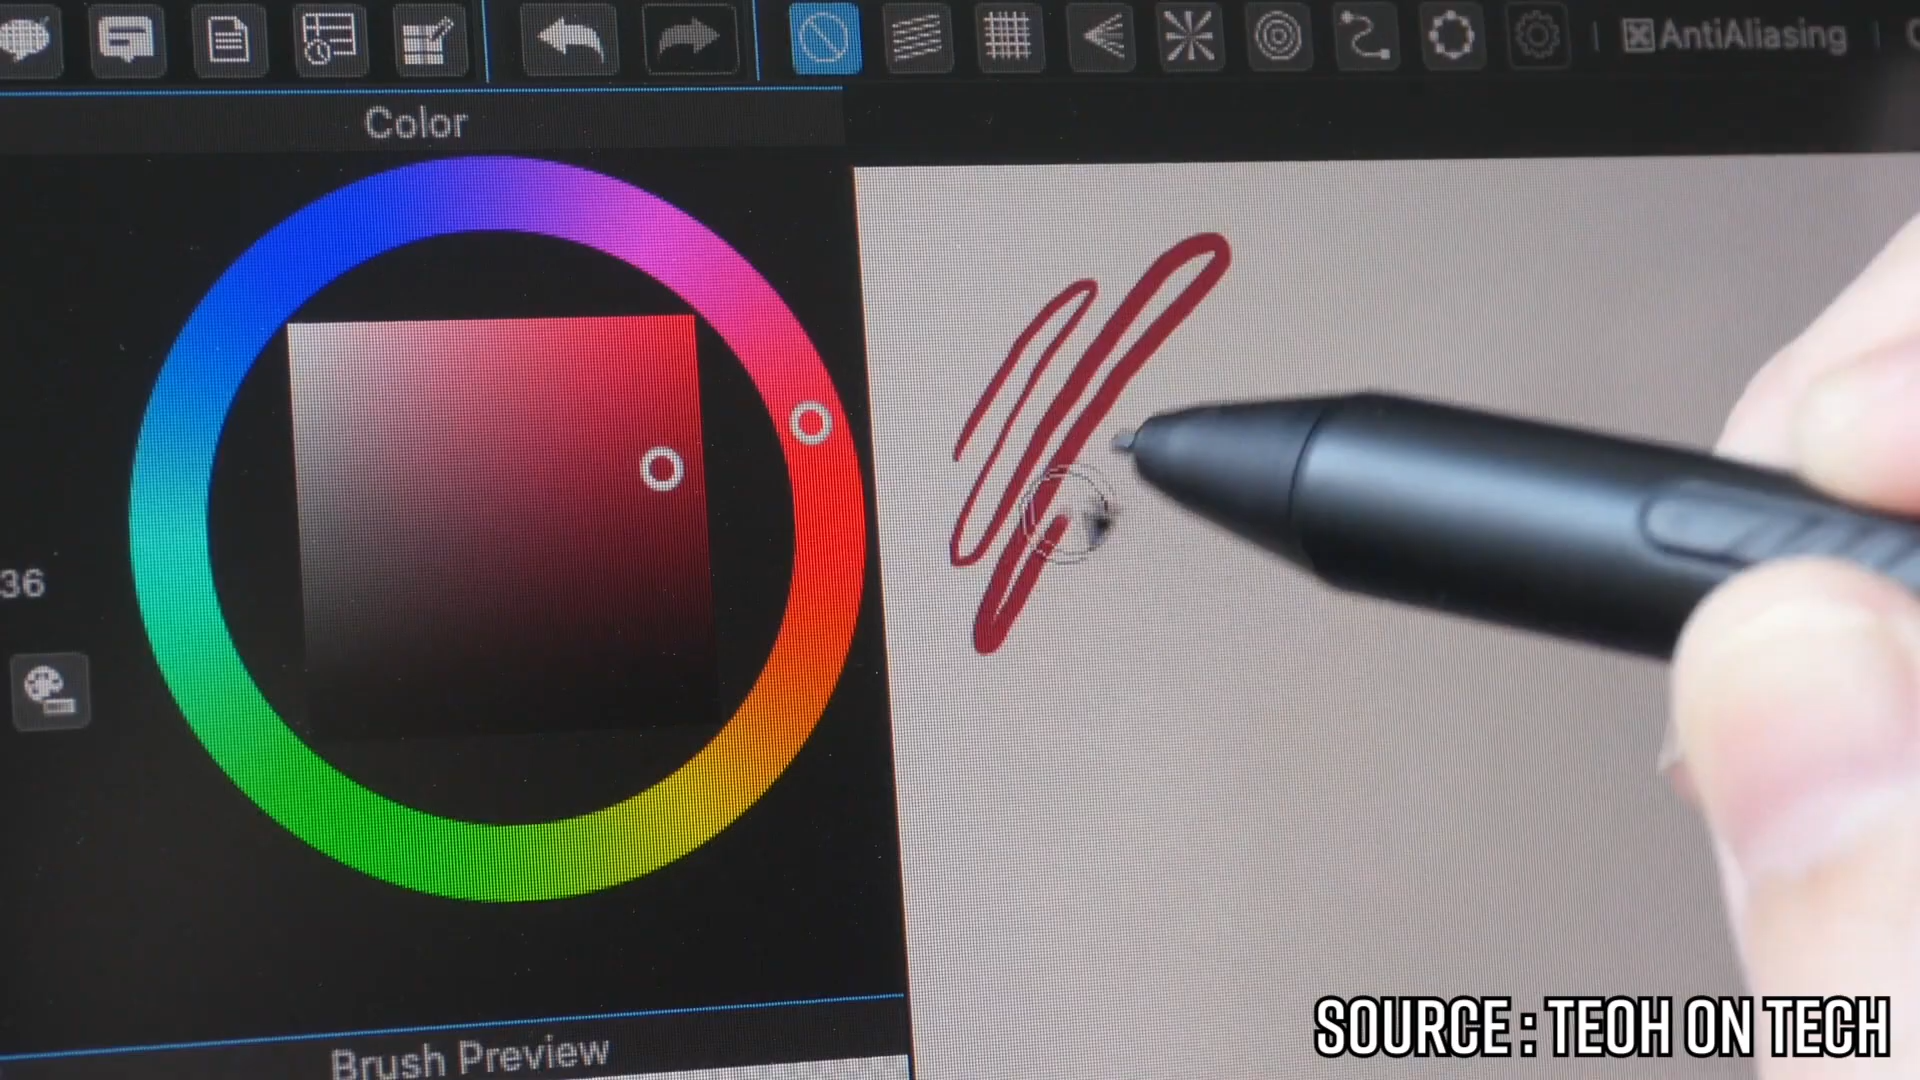 AntiAliasing
Color
36
Brush Preview
SOURCE : TEOH ON TECH